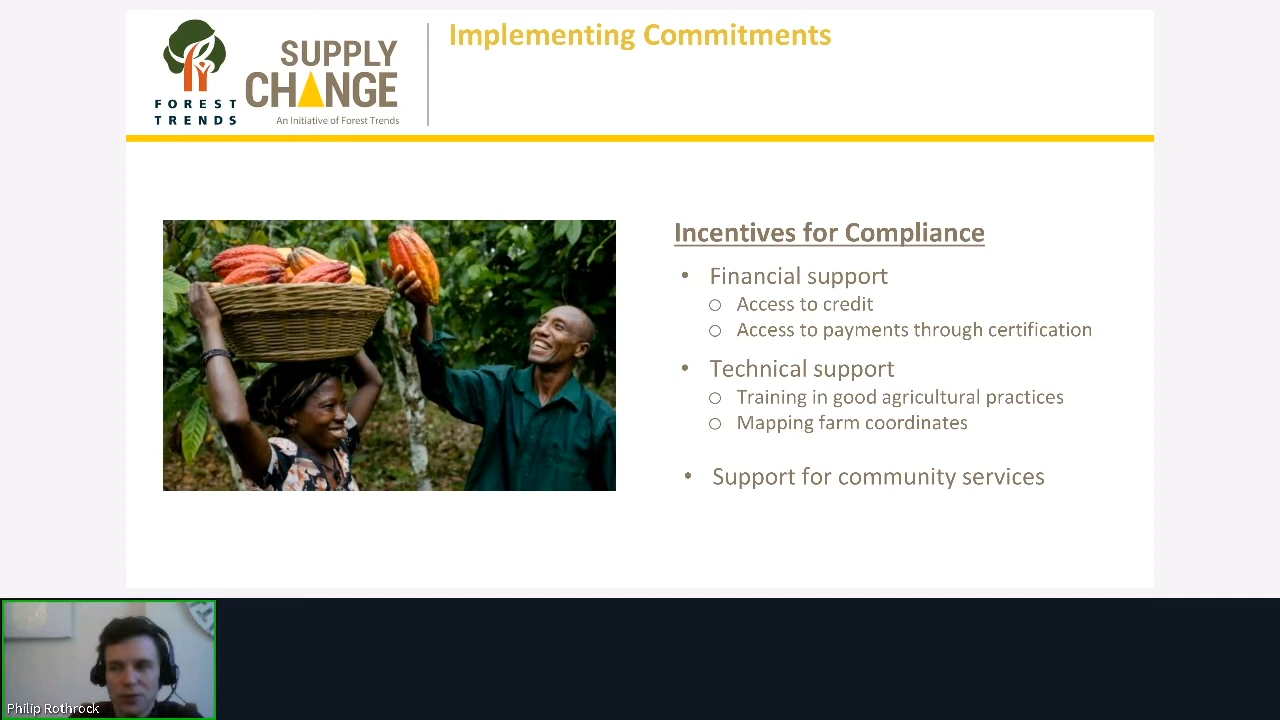 Implementing Commitments
SUPPLY
CHANGE
FOREST
TRENDS
An Initiative of Forest Trends
Incentives for Compliance
• Financial support
○ Access to credit
○ Access to payments through certification
• Technical support
○ Training in good agricultural practices
○ Mapping farm coordinates
• Support for community services
Philip Rothrock